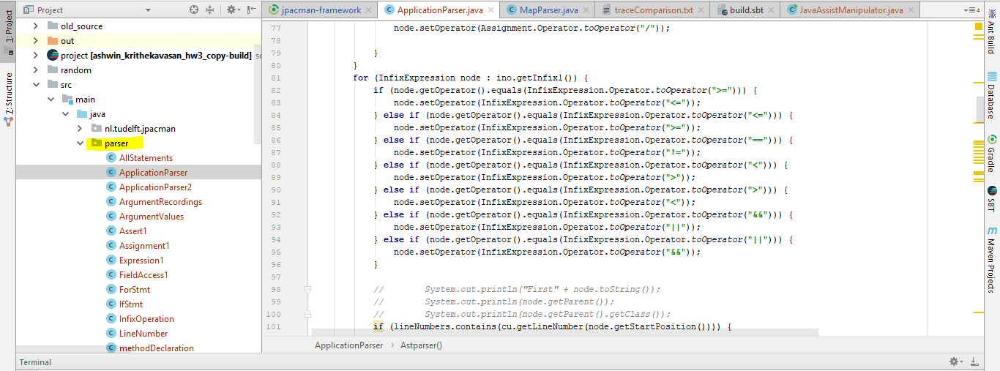 Project
jpacman-framework
ApplicationParser.java
MapParser.java
traceComparison.txt
build.sbt
JavaAssistManipulator.java
4
1: Project
7: Structure
old_source
out
project [ashwin_krithekavasan_hw3_copy-build]
random
src
main
java
nl.tudelft.jpacman
parser
AllStatements
ApplicationParser
ApplicationParser2
ArgumentRecordings
ArgumentValues
Assert1
Assignment1
Expression1
FieldAccess1
ForStmt
IfStmt
InfixOperation
LineNumber
methodDeclaration
77 node.setOperator(Assignment.Operator.toOperator("/"));
78
79 }
80 }
81 for (InfixExpression node : ino.getInfix1()) {
82 if (node.getOperator().equals(InfixExpression.Operator.toOperator(">="))) {
83 node.setOperator(InfixExpression.Operator.toOperator("<="));
84 } else if (node.getOperator().equals(InfixExpression.Operator.toOperator("<="))) {
85 node.setOperator(InfixExpression.Operator.toOperator(">="));
86 } else if (node.getOperator().equals(InfixExpression.Operator.toOperator("=="))) {
87 node.setOperator(InfixExpression.Operator.toOperator("!="));
88 } else if (node.getOperator().equals(InfixExpression.Operator.toOperator("<"))) {
89 node.setOperator(InfixExpression.Operator.toOperator(">"));
90 } else if (node.getOperator().equals(InfixExpression.Operator.toOperator(">"))) {
91 node.setOperator(InfixExpression.Operator.toOperator("<"));
92 } else if (node.getOperator().equals(InfixExpression.Operator.toOperator("&&"))) {
93 node.setOperator(InfixExpression.Operator.toOperator("||"));
94 } else if (node.getOperator().equals(InfixExpression.Operator.toOperator("||"))) {
95 node.setOperator(InfixExpression.Operator.toOperator("&&"));
96 }
97
98 // System.out.println("First" + node.toString());
99 // System.out.println(node.getParent());
100 // System.out.println(node.getParent().getClass());
101 if (lineNumbers.contains(cu.getLineNumber(node.getStartPosition()))) {
ApplicationParser > Astparser()
Ant Build
Database
Gradle
SBT
Maven Projects
Terminal